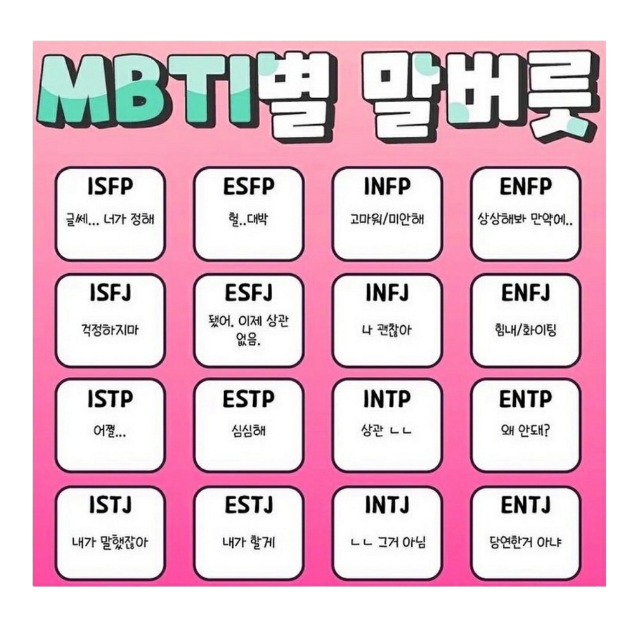 MBTI별 말버릇
ISFP
글쎄... 너가 정해
ESFP
헐..대박
INFP
고마워/미안해
ENFP
상상해봐 만약에..
ISFJ
걱정하지마
ESFJ
됐어. 이제 상관
없음.
INFJ
나 괜찮아
ENFJ
힘내/화이팅
ISTP
어쩔...
ESTP
심심해
INTP
상관 ㄴㄴ
ENTP
왜 안돼?
ISTJ
내가 말했잖아
ESTJ
내가 할게
INTJ
ㄴㄴ 그거 아님
ENTJ
당연한거 아냐